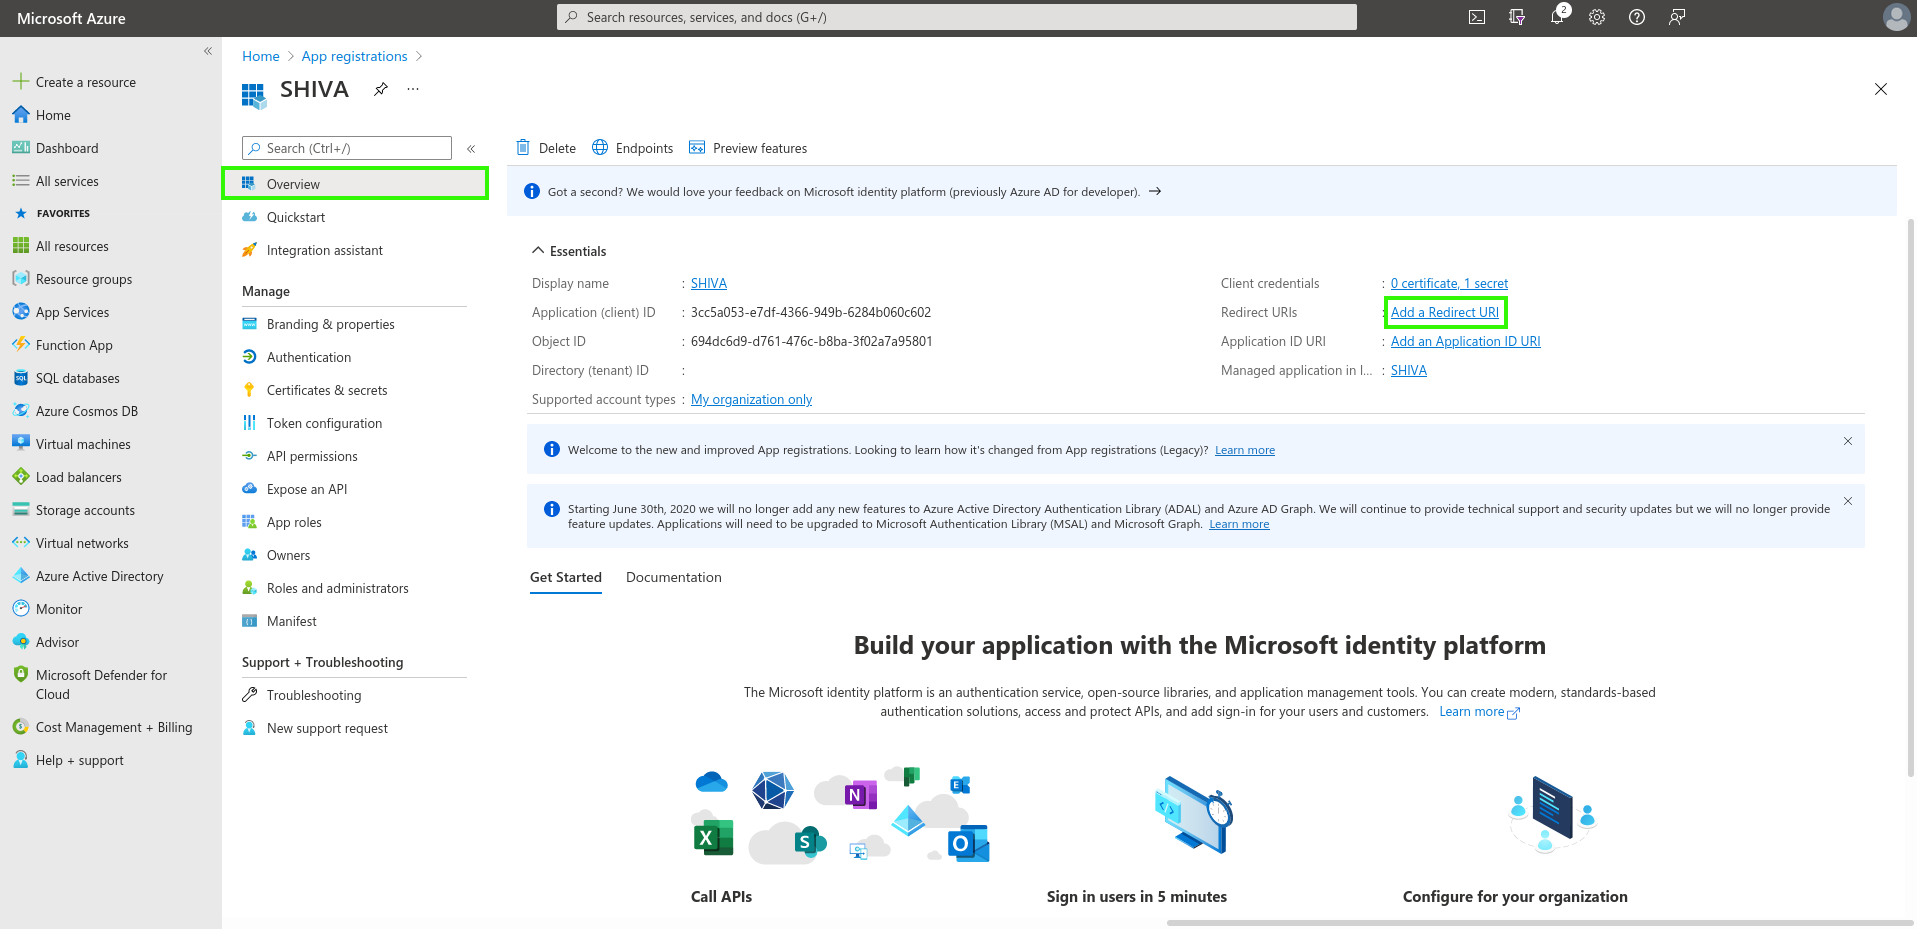 Microsoft Azure
Search resources, services, and docs (G+/)
2
«
Create a resource
Home
Dashboard
All services
FAVORITES
All resources
Resource groups
App Services
Function App
SQL databases
Azure Cosmos DB
Virtual machines
Load balancers
Storage accounts
Virtual networks
Azure Active Directory
Monitor
Advisor
Microsoft Defender for
Cloud
Cost Management + Billing
Help + support
Home > App registrations >
SHIVA ...
Search (Ctrl+/) «
Overview
Quickstart
Integration assistant
Manage
Branding & properties
Authentication
Certificates & secrets
Token configuration
API permissions
Expose an API
App roles
Owners
Roles and administrators
Manifest
Support + Troubleshooting
Troubleshooting
New support request
Delete Endpoints Preview features
Got a second? We would love your feedback on Microsoft identity platform (previously Azure AD for developer). →
Essentials
Display name : SHIVA
Application (client) ID : 3cc5a053-e7df-4366-949b-6284b060c602
Object ID : 694dc6d9-d761-476c-b8ba-3f02a7a95801
Directory (tenant) ID :
Supported account types : My organization only
Client credentials : 0 certificate, 1 secret
Redirect URIs : Add a Redirect URI
Application ID URI : Add an Application ID URI
Managed application in l... : SHIVA
Welcome to the new and improved App registrations. Looking to learn how it's changed from App registrations (Legacy)? Learn more
Starting June 30th, 2020 we will no longer add any new features to Azure Active Directory Authentication Library (ADAL) and Azure AD Graph. We will continue to provide technical support and security updates but we will no longer provide
feature updates. Applications will need to be upgraded to Microsoft Authentication Library (MSAL) and Microsoft Graph. Learn more
Get Started Documentation
Build your application with the Microsoft identity platform
The Microsoft identity platform is an authentication service, open-source libraries, and application management tools. You can create modern, standards-based
authentication solutions, access and protect APIs, and add sign-in for your users and customers. Learn more
N
E
X
S
O
Call APIs
Sign in users in 5 minutes
Configure for your organization